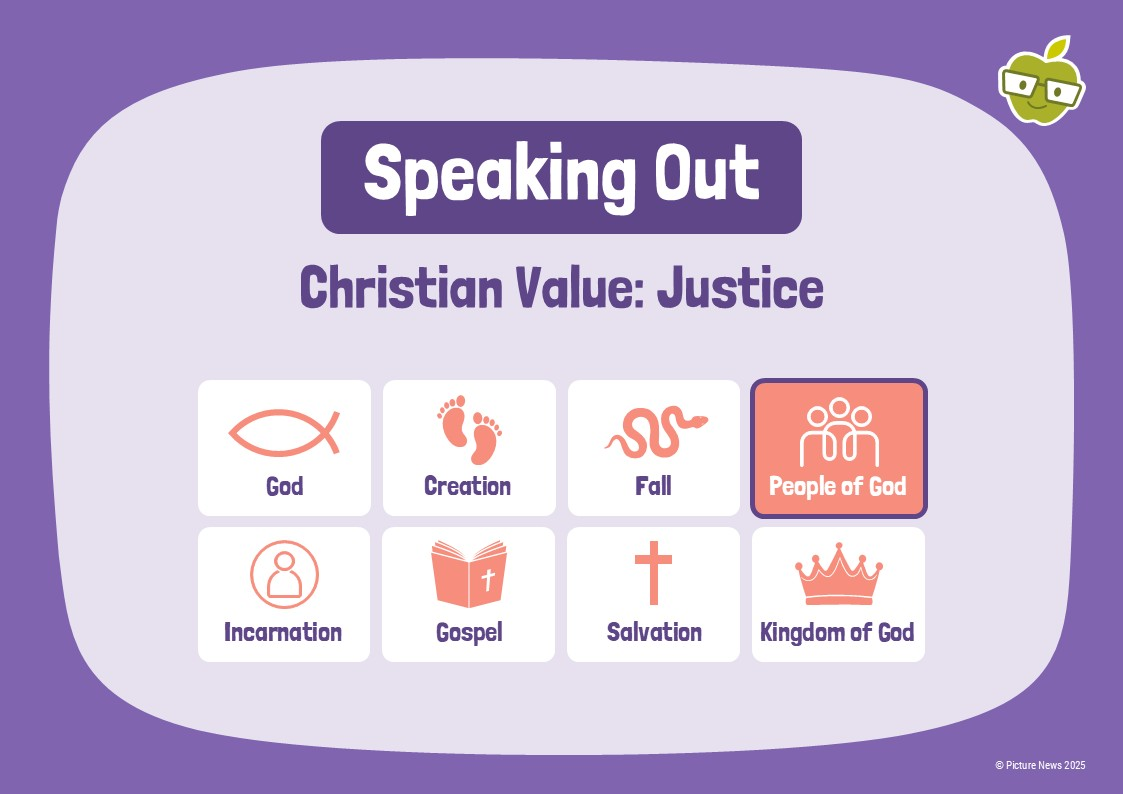 Speaking Out
Christian Value: Justice
God
Creation
Fall
People of God
Incarnation
Gospel
Salvation
Kingdom of God
© Picture News 2025